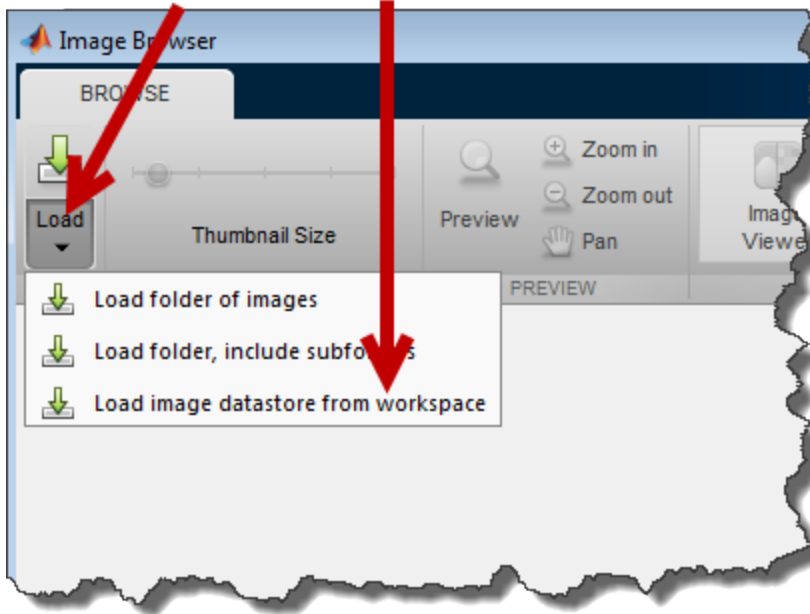 Image Browser
BROWSE
Load
Thumbnail Size
Preview
Zoom in
Zoom out
Pan
Viewe
PREVIEW
Load folder of images
Load folder, include
Load image datastore from workspace